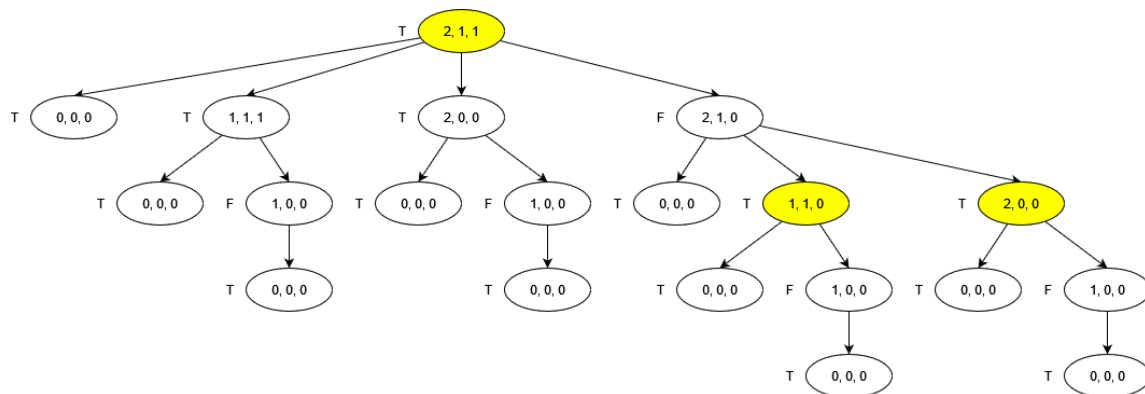 T 2, 1, 1
T 0, 0, 0 T 1, 1, 1 T 2, 0, 0 F 2, 1, 0
T 0, 0, 0 F 1, 0, 0 T 0, 0, 0 F 1, 0, 0 T 0, 0, 0 T 1, 1, 0 T 2, 0, 0
T 0, 0, 0 T 0, 0, 0 T 0, 0, 0 F 1, 0, 0 T 0, 0, 0 F 1, 0, 0
T 0, 0, 0 T 0, 0, 0